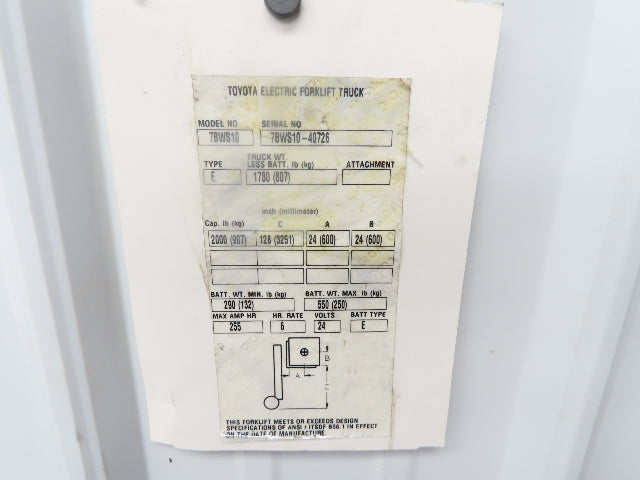 TOYOTA ELECTRIC FORKLIFT TRUCK
MODEL NO SERIAL NO
7BWS10 7BWS10-40726
TRUCK WT.
TYPE LESS BATT. lb (kg) ATTACHMENT
E 1780 (807)
inch (millimeter)
Cap. lb (kg) C A B
2000 (907) 128 (3251) 24 (600) 24 (600)
BATT. WT. MIN. lb (kg) BATT. WT. MAX. lb (kg)
290 (132) 550 (250)
MAX AMP HR HR. RATE VOLTS BATT TYPE
255 6 24 E
B
A
C
THIS FORKLIFT MEETS OR EXCEEDS DESIGN
SPECIFICATIONS OF ANSI / ITSDF B56.1 IN EFFECT
ON THE DATE OF MANUFACTURE